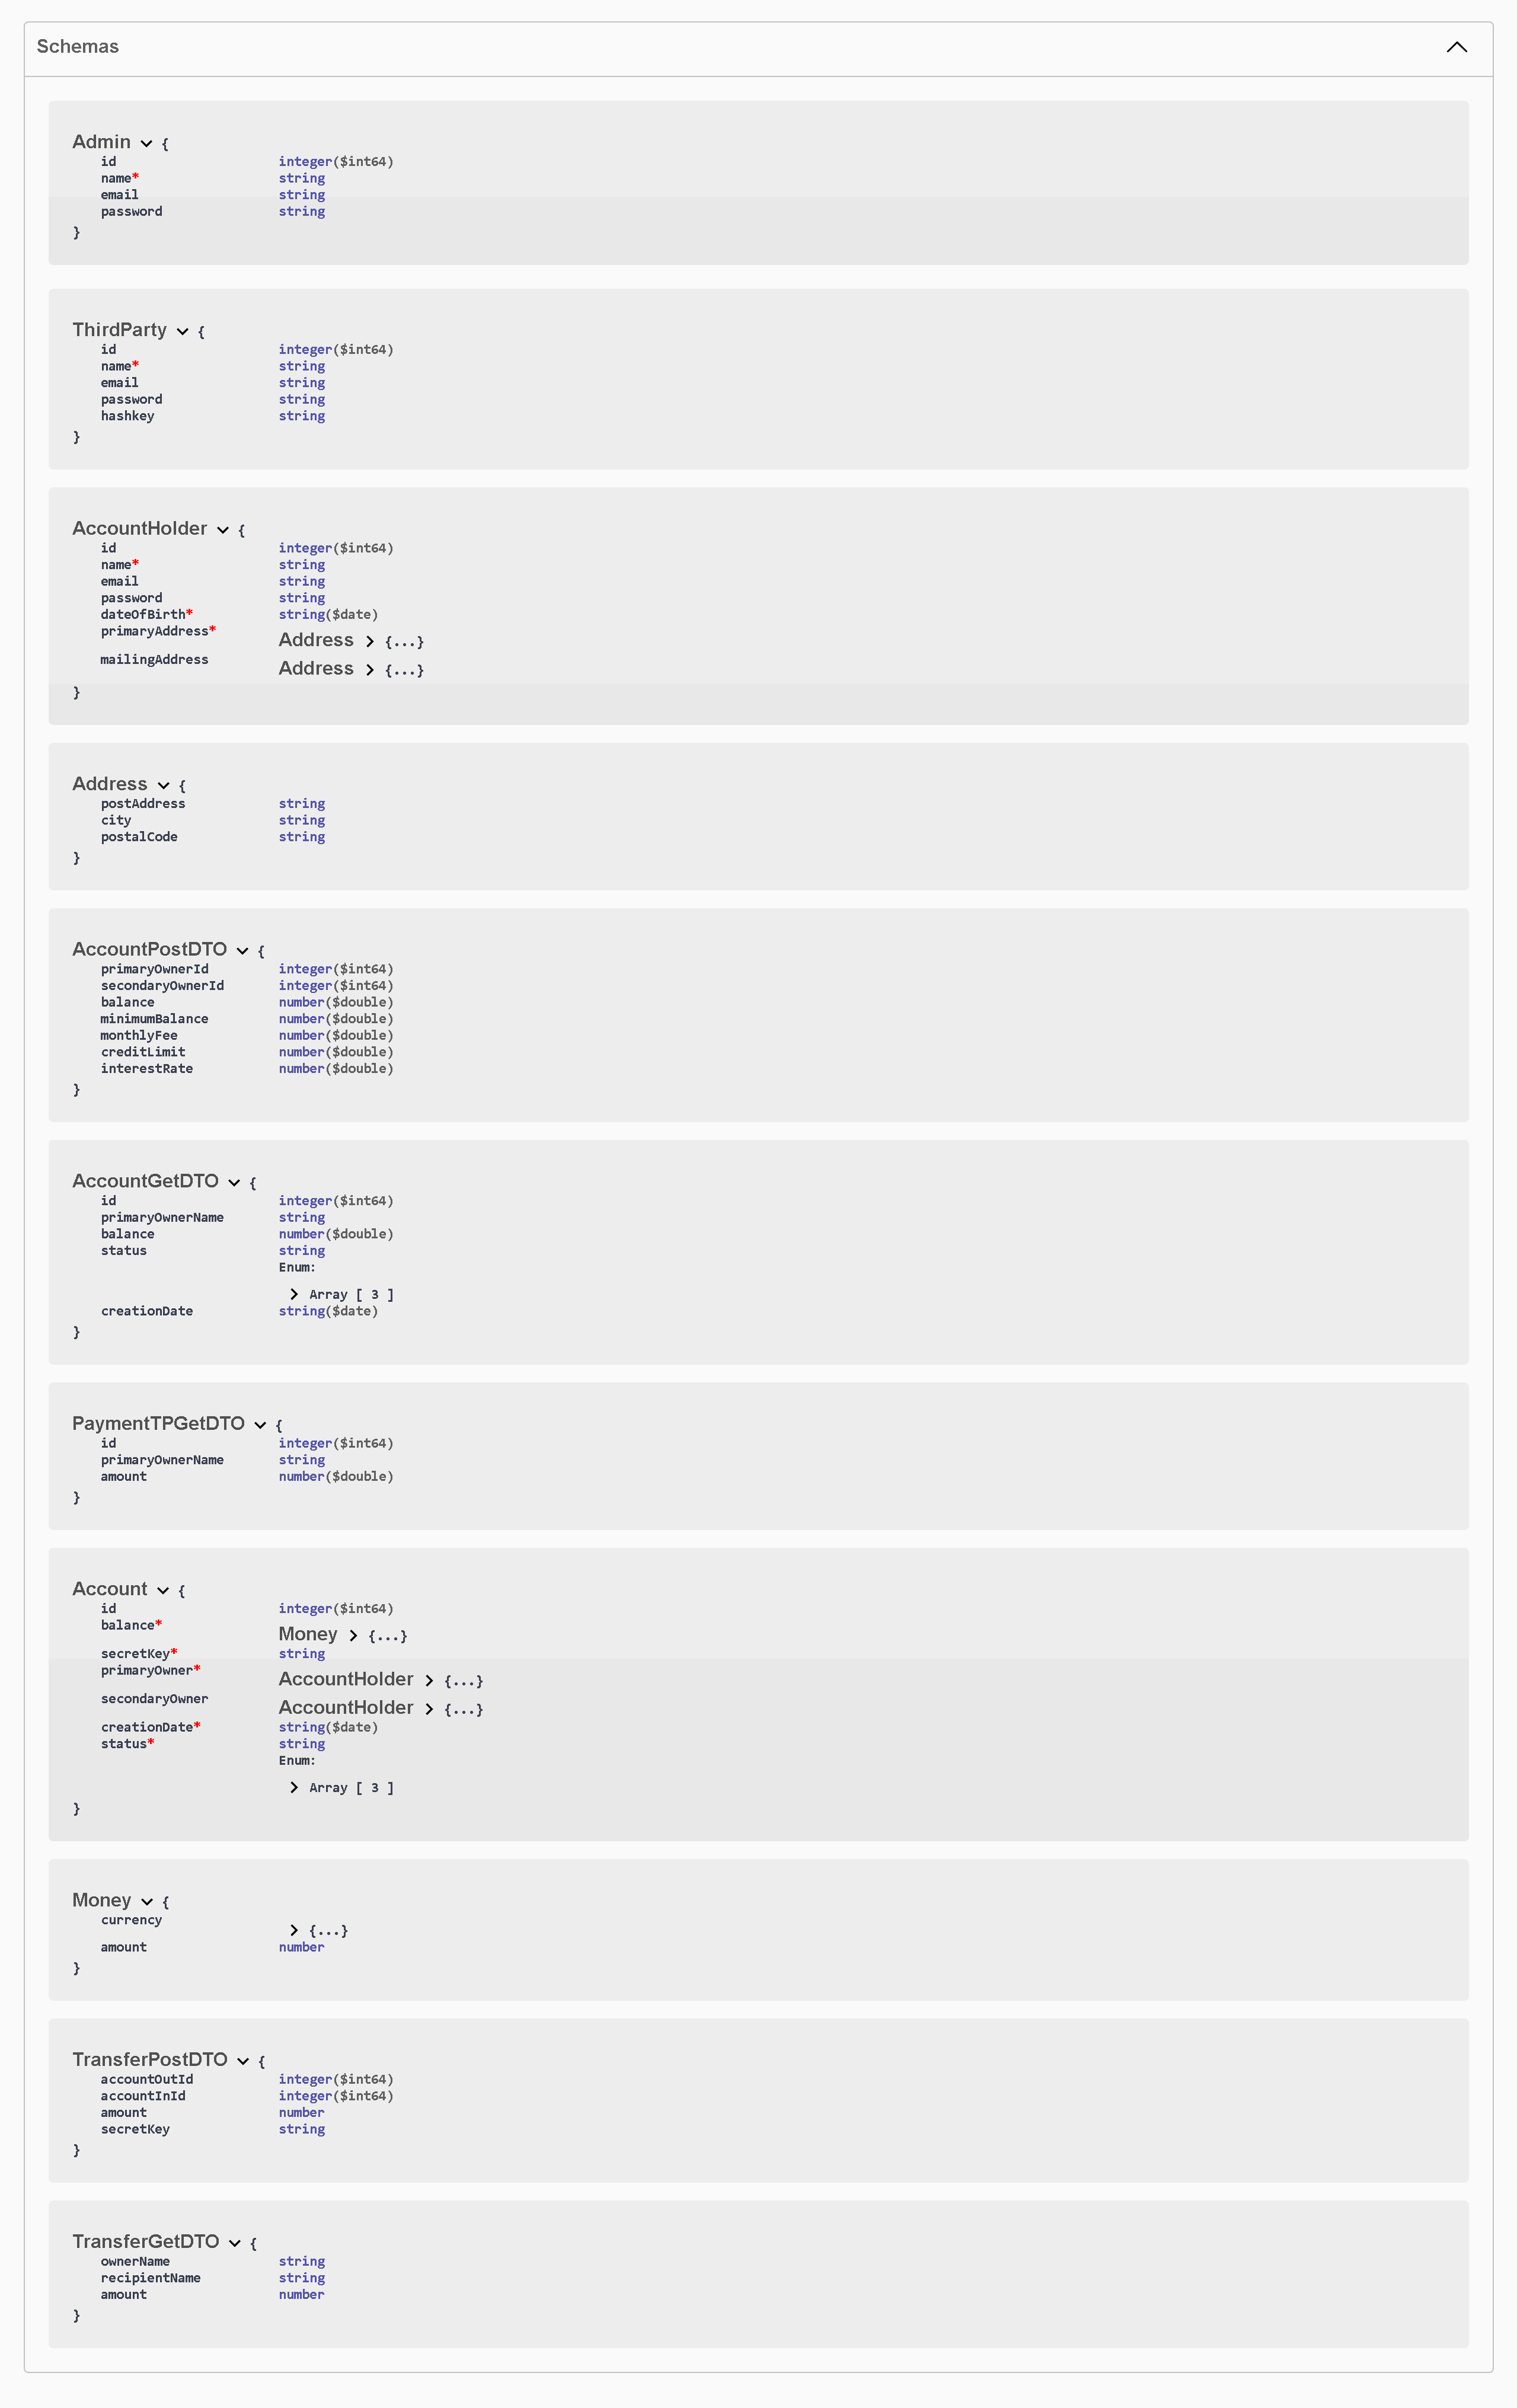 Schemas
Admin {
id integer($int64)
name* string
email string
password string
}
ThirdParty {
id integer($int64)
name* string
email string
password string
hashkey string
}
AccountHolder {
id integer($int64)
name* string
email string
password string
dateOfBirth* string($date)
primaryAddress* Address {...}
mailingAddress Address {...}
}
Address {
postAddress string
city string
postalCode string
}
AccountPostDTO {
primaryOwnerId integer($int64)
secondaryOwnerId integer($int64)
balance number($double)
minimumBalance number($double)
monthlyFee number($double)
creditLimit number($double)
interestRate number($double)
}
AccountGetDTO {
id integer($int64)
primaryOwnerName string
balance number($double)
status string
Enum:
Array [ 3 ]
creationDate string($date)
}
PaymentTPGetDTO {
id integer($int64)
primaryOwnerName string
amount number($double)
}
Account {
id integer($int64)
balance* Money {...}
secretKey* string
primaryOwner* AccountHolder {...}
secondaryOwner AccountHolder {...}
creationDate* string($date)
status* string
Enum:
Array [ 3 ]
}
Money {
currency {...}
amount number
}
TransferPostDTO {
accountOutId integer($int64)
accountInId integer($int64)
amount number
secretKey string
}
TransferGetDTO {
ownerName string
recipientName string
amount number
}